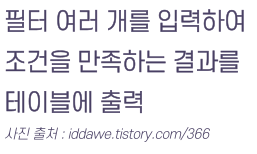 필터 여러 개를 입력하여
조건을 만족하는 결과를
테이블에 출력
사진 출처 : iddawe.tistory.com/366